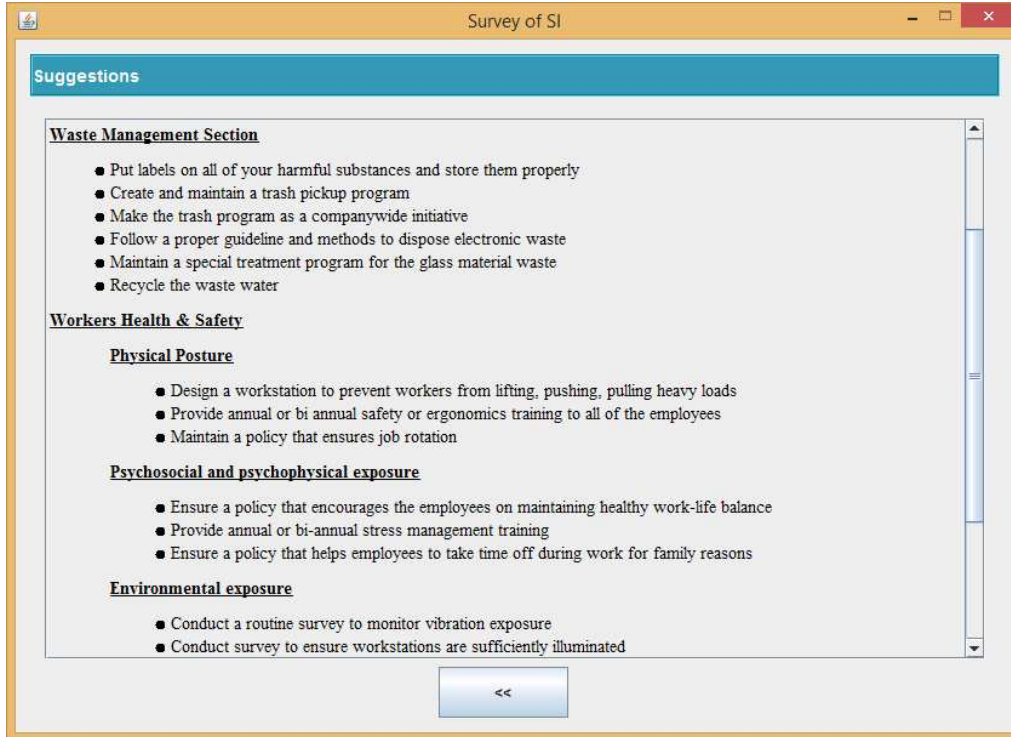 Survey of SI
Suggestions
Waste Management Section
Put labels on all of your harmful substances and store them properly
Create and maintain a trash pickup program
Make the trash program as a companywide initiative
Follow a proper guideline and methods to dispose electronic waste
Maintain a special treatment program for the glass material waste
Recycle the waste water
Workers Health & Safety
Physical Posture
Design a workstation to prevent workers from lifting, pushing, pulling heavy loads
Provide annual or bi annual safety or ergonomics training to all of the employees
Maintain a policy that ensures job rotation
Psychosocial and psychophysical exposure
Ensure a policy that encourages the employees on maintaining healthy work-life balance
Provide annual or bi-annual stress management training
Ensure a policy that helps employees to take time off during work for family reasons
Environmental exposure
Conduct a routine survey to monitor vibration exposure
Conduct survey to ensure workstations are sufficiently illuminated
<<